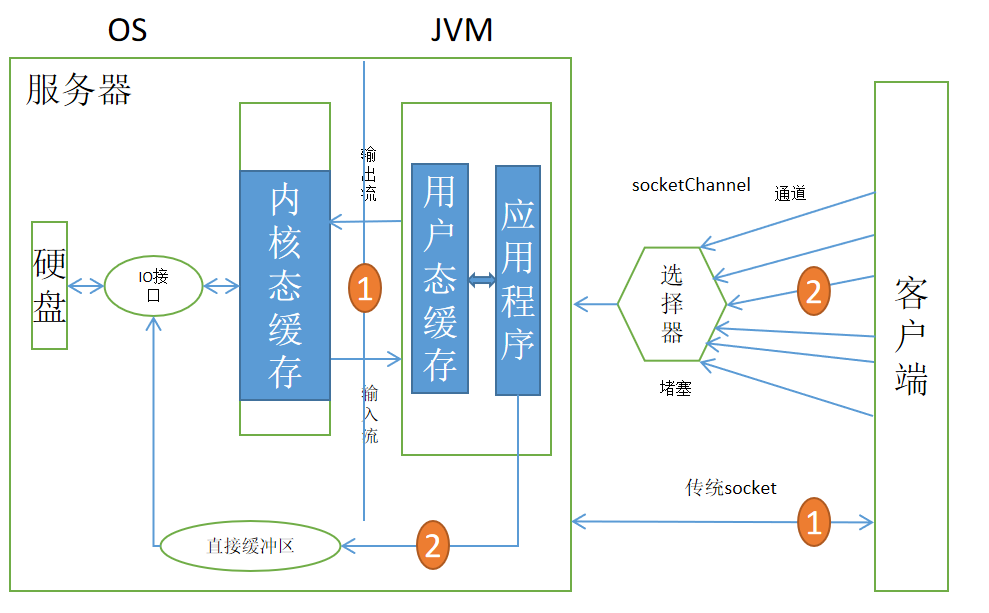 OS
JVM
服务器
硬盘
IO接
口
内核态缓存
输出流
1
输入流
用户态缓存
应用程序
直接缓冲区
2
socketChannel
通道
选择器
2
堵塞
传统socket
1
客户端